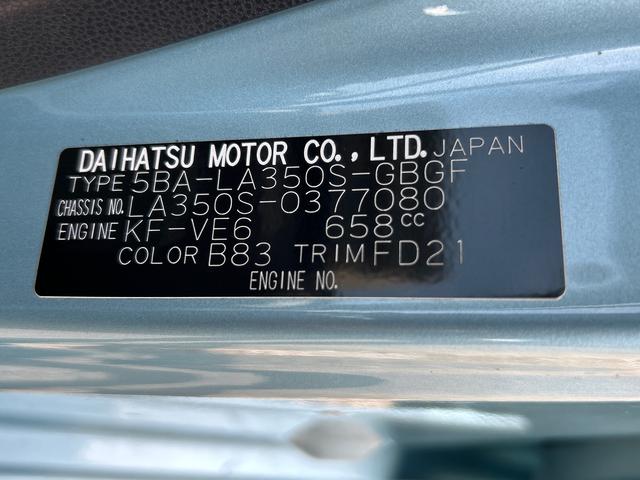 DAIHATSU MOTOR CO., LTD. JAPAN
TYPE 5BA-LA350S-GBGF
CHASSIS NO. LA350S-0377080
ENGINE KF-VE6 658cc
COLOR B83 TRIM FD21
ENGINE NO.